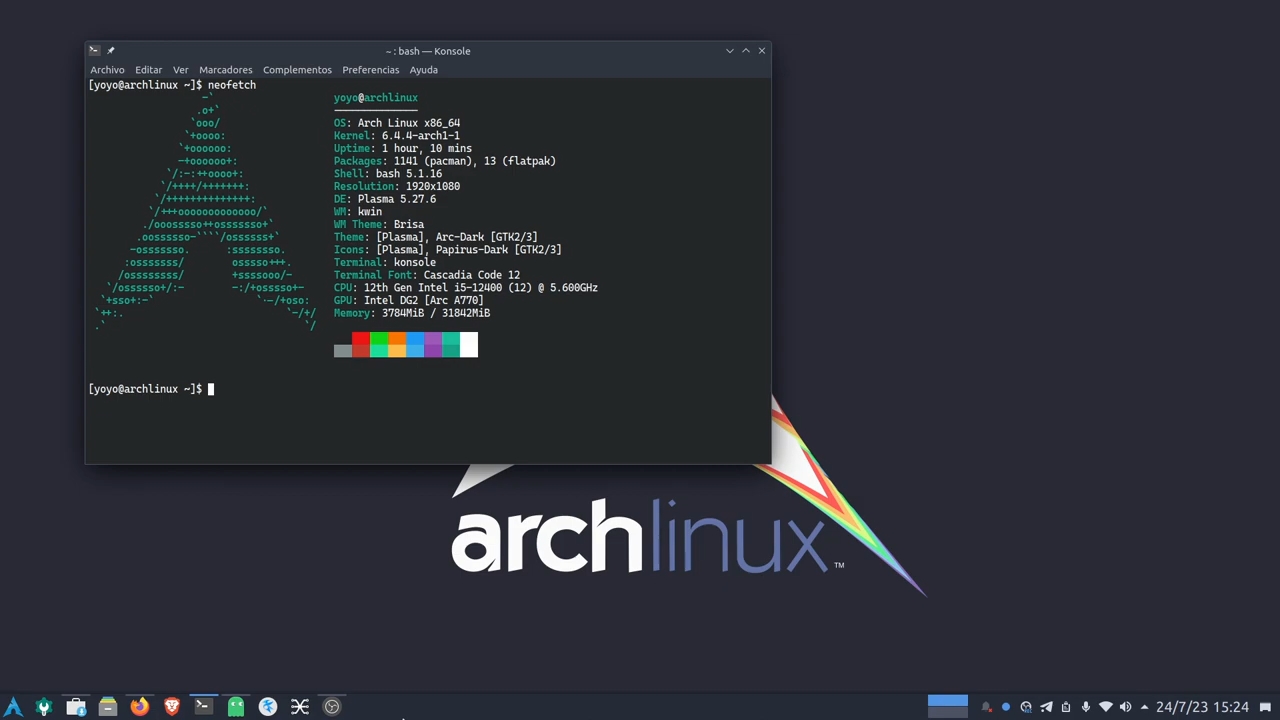 ~ : bash — Konsole
Archivo Editar Ver Marcadores Complementos Preferencias Ayuda
[yoyo@archlinux ~]$ neofetch
yoyo@archlinux
OS: Arch Linux x86_64
Kernel: 6.4.4-arch1-1
Uptime: 1 hour, 10 mins
Packages: 1141 (pacman), 13 (flatpak)
Shell: bash 5.1.16
Resolution: 1920x1080
DE: Plasma 5.27.6
WM: kwin
WM Theme: Brisa
Theme: [Plasma], Arc-Dark [GTK2/3]
Icons: [Plasma], Papirus-Dark [GTK2/3]
Terminal: konsole
Terminal Font: Cascadia Code 12
CPU: 12th Gen Intel i5-12400 (12) @ 5.600GHz
GPU: Intel DG2 [Arc A770]
Memory: 3784MiB / 31842MiB
[yoyo@archlinux ~]$
archlinux™
24/7/23 15:24